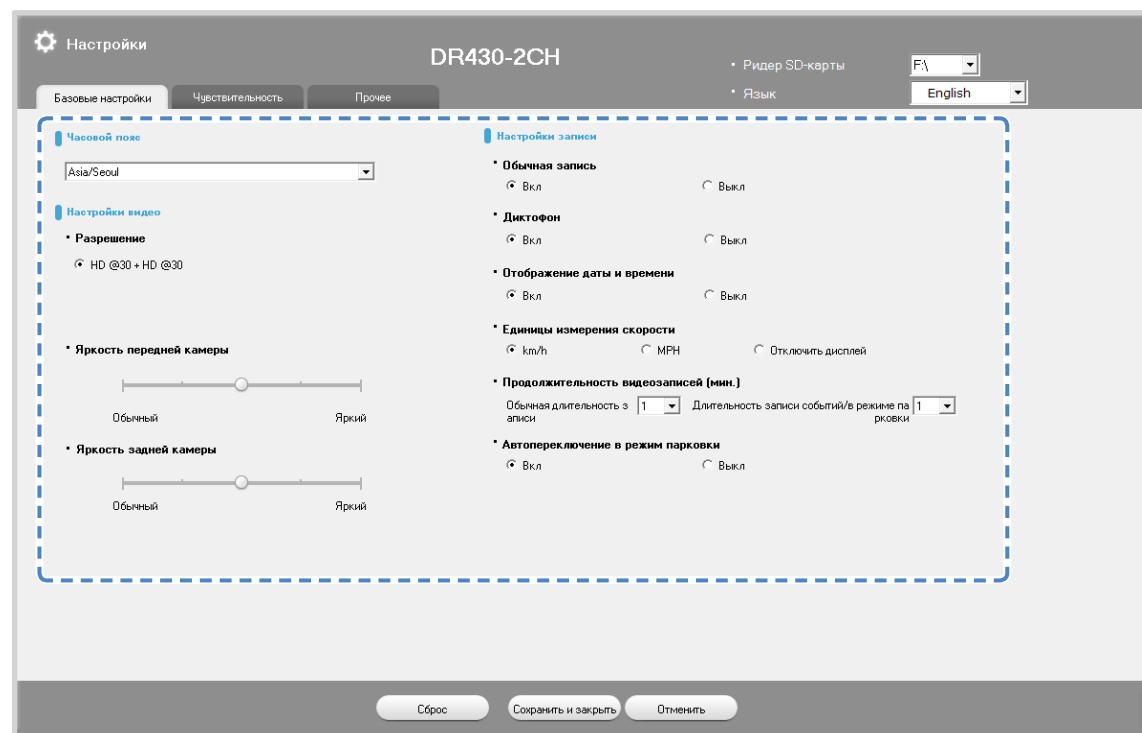 Настройки
DR430-2CH
• Ридер SD-карты F:\
• Язык English
Базовые настройки Чувствительность Прочее
Часовой пояс
Asia/Seoul
Настройки видео
• Разрешение
HD @30 + HD @30
• Яркость передней камеры
Обычный Яркий
• Яркость задней камеры
Обычный Яркий
Настройки записи
• Обычная запись
Вкл Выкл
• Диктофон
Вкл Выкл
• Отображение даты и времени
Вкл Выкл
• Единицы измерения скорости
km/h MPH Отключить дисплей
• Продолжительность видеозаписей (мин.)
Обычная длительность з
аписи
1
Длительность записи событий/в режиме па
рковки
1
• Автопереключение в режим парковки
Вкл Выкл
Сброс Сохранить и закрыть Отменить